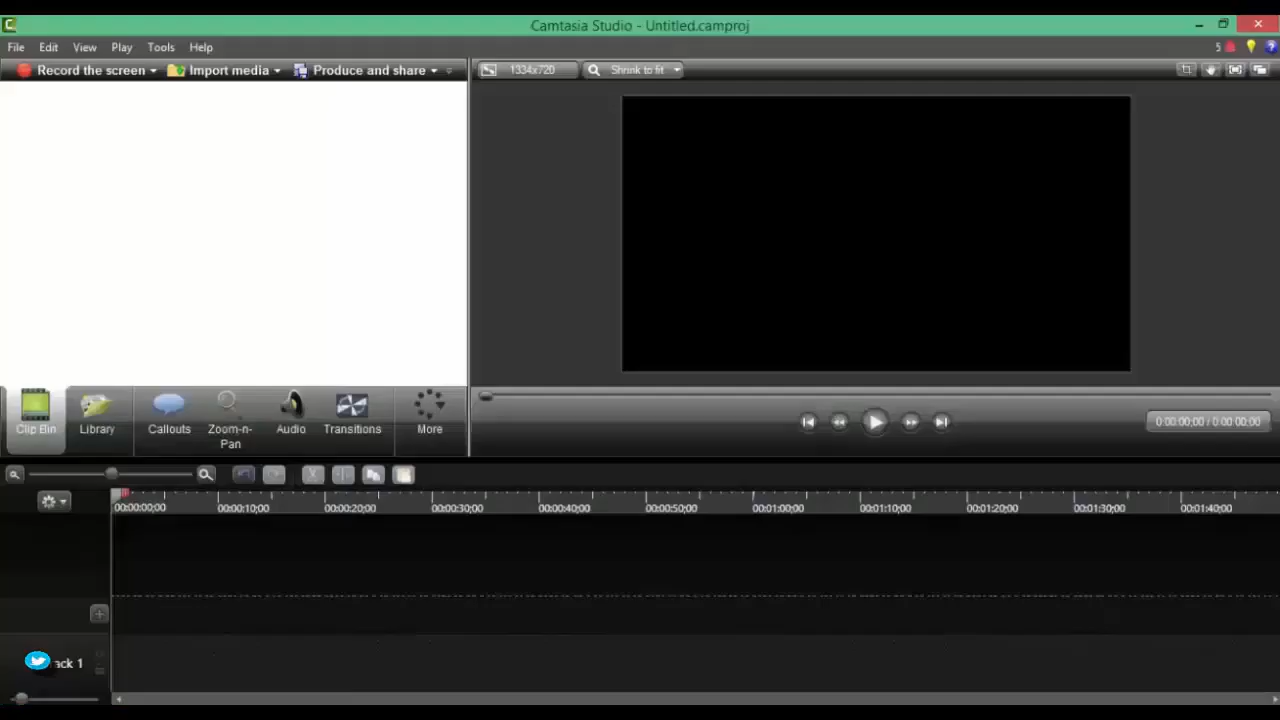 Camtasia Studio - Untitled.camproj
File Edit View Play Tools Help
5
Record the screen Import media Produce and share
1334x720 Shrink to fit
Clip Bin Library Callouts Zoom-n-Pan Audio Transitions More
0:00:00;00 / 0:00:00;00
00:00:00;00 00:00:10;00 00:00:20;00 00:00:30;00 00:00:40;00 00:00:50;00 00:01:00;00 00:01:10;00 00:01:20;00 00:01:30;00 00:01:40;00
ack 1